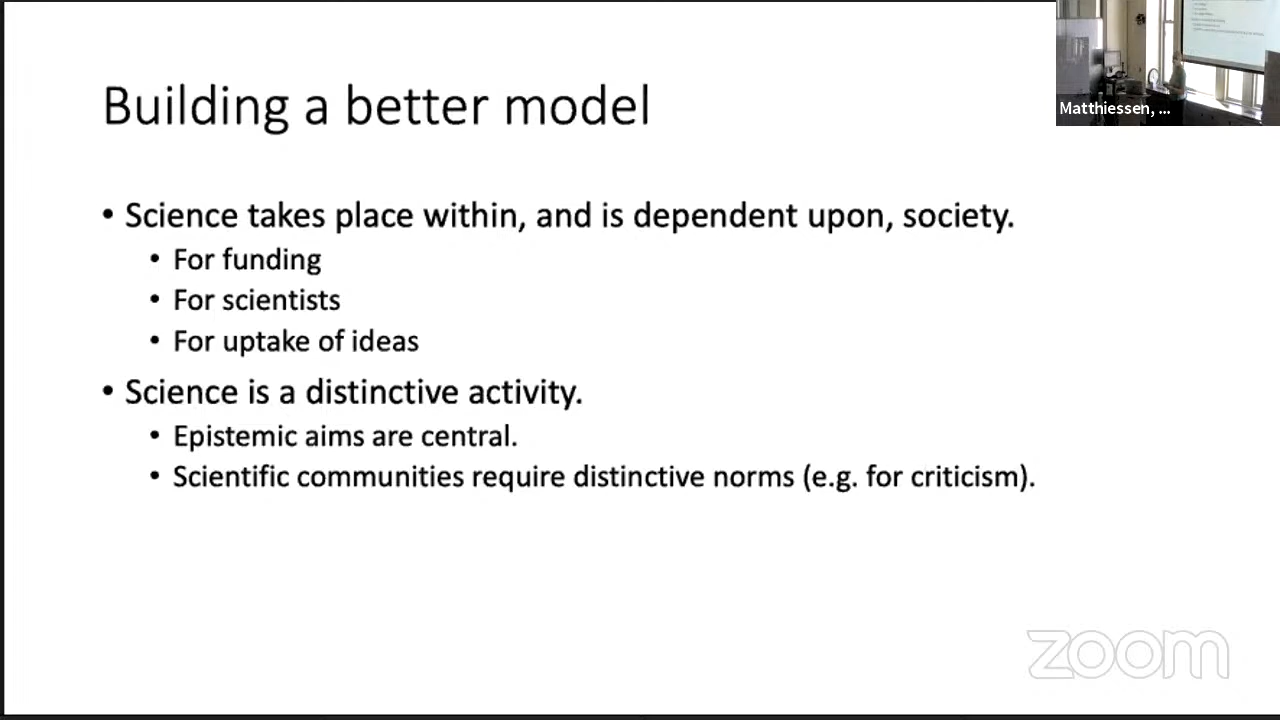 Building a better model
• Science takes place within, and is dependent upon, society.
• For funding
• For scientists
• For uptake of ideas
• Science is a distinctive activity.
• Epistemic aims are central.
• Scientific communities require distinctive norms (e.g. for criticism).
Matthiessen, ...
zoom